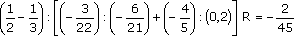 (1/2 − 1/3) : [(−3/22) : (−6/21) + (−4/5) : (0,2)] R = −2/45